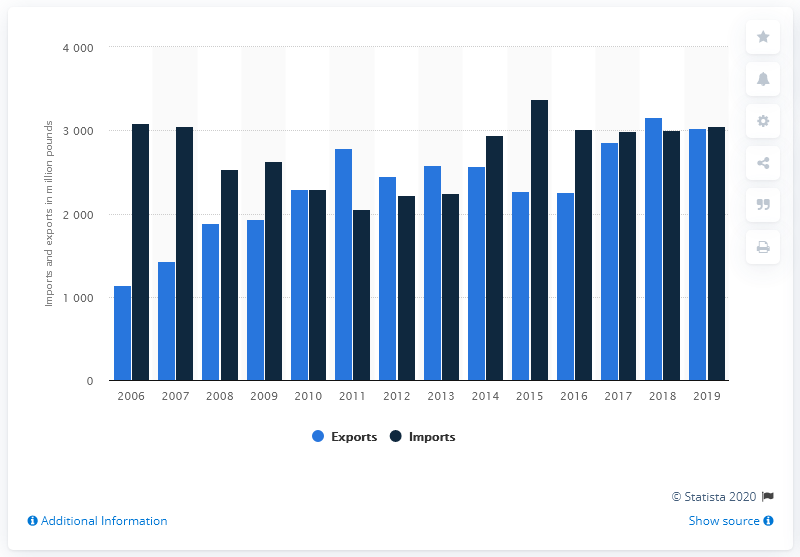 4 000
3 000
2 000
1 000
0
Imports and exports in million pounds
2006 2007 2008 2009 2010 2011 2012 2013 2014 2015 2016 2017 2018 2019
Exports Imports
© Statista 2020
Additional Information Show source